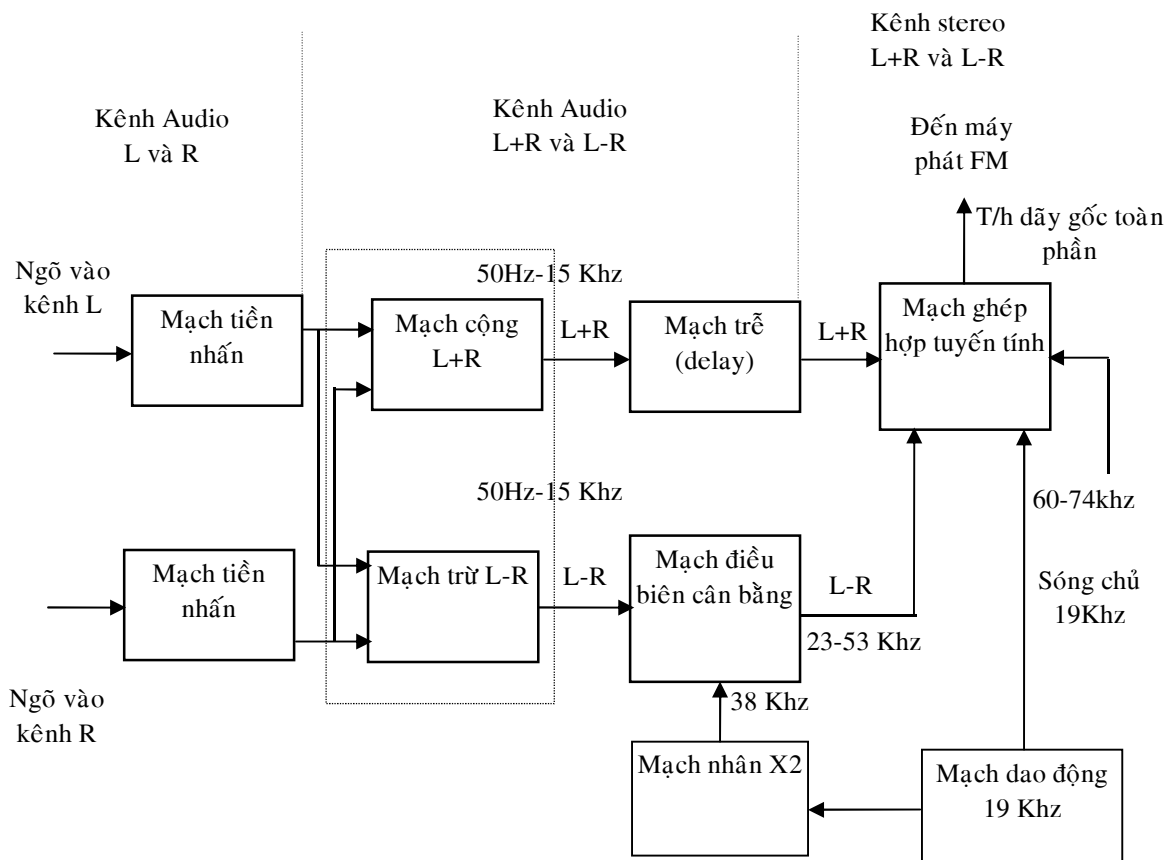 Kênh stereo
L+R và L-R
Kênh Audio
L và R
Kênh Audio
L+R và L-R
Đến máy
phát FM
T/h dãy gốc toàn
phần
Ngõ vào
kênh L
Mạch tiền
nhấn
50Hz-15 Khz
Mạch cộng
L+R
L+R
Mạch trễ
(delay)
L+R
Mạch ghép
hợp tuyến tính
60-74khz
50Hz-15 Khz
Mạch tiền
nhấn
Mạch trừ L-R
L-R
Mạch điều
biên cân bằng
L-R
23-53 Khz
Sóng chủ
19Khz
Ngõ vào
kênh R
38 Khz
Mạch nhân X2
Mạch dao động
19 Khz